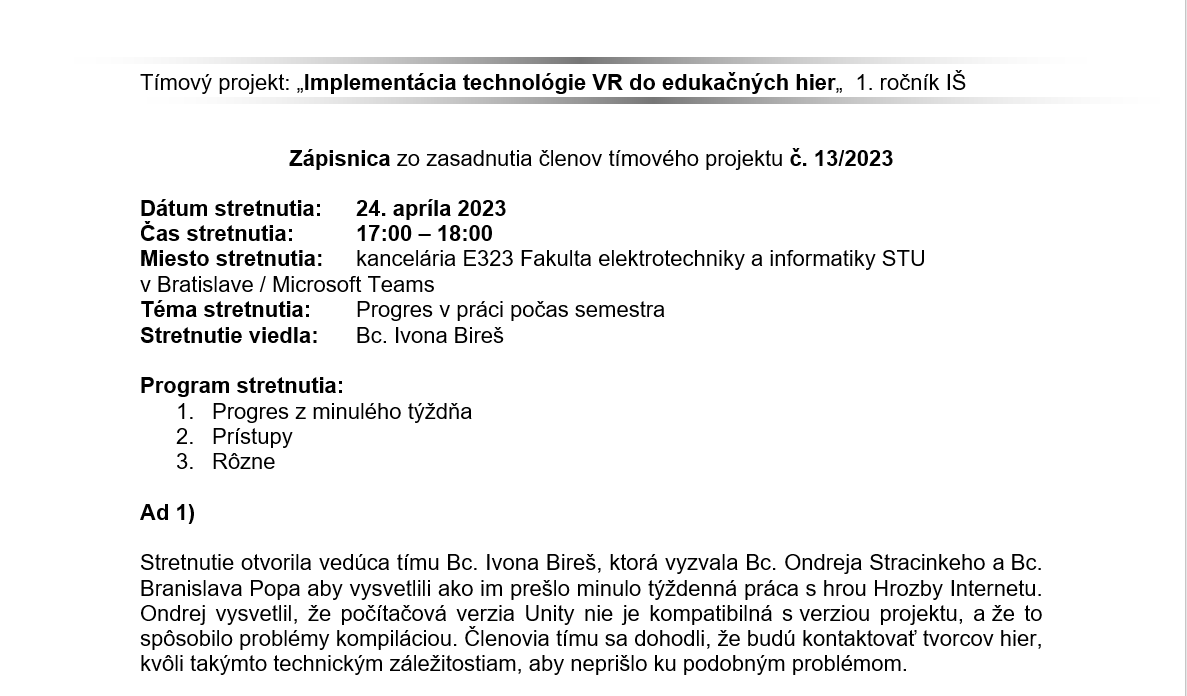 Tímový projekt: „Implementácia technológie VR do edukačných hier„ 1. ročník IŠ
Zápisnica zo zasadnutia členov tímového projektu č. 13/2023
Dátum stretnutia: 24. apríla 2023
Čas stretnutia: 17:00 – 18:00
Miesto stretnutia: kancelária E323 Fakulta elektrotechniky a informatiky STU
v Bratislave / Microsoft Teams
Téma stretnutia: Progres v práci počas semestra
Stretnutie viedla: Bc. Ivona Bireš
Program stretnutia:
1. Progres z minulého týždňa
2. Prístupy
3. Rôzne
Ad 1)
Stretnutie otvorila vedúca tímu Bc. Ivona Bireš, ktorá vyzvala Bc. Ondreja Stracinkeho a Bc.
Branislava Popa aby vysvetlili ako im prešlo minulo týždenná práca s hrou Hrozby Internetu.
Ondrej vysvetlil, že počítačová verzia Unity nie je kompatibilná s verziou projektu, a že to
spôsobilo problémy kompiláciou. Členovia tímu sa dohodli, že budú kontaktovať tvorcov hier,
kvôli takýmto technickým záležitostiam, aby neprišlo ku podobným problémom.